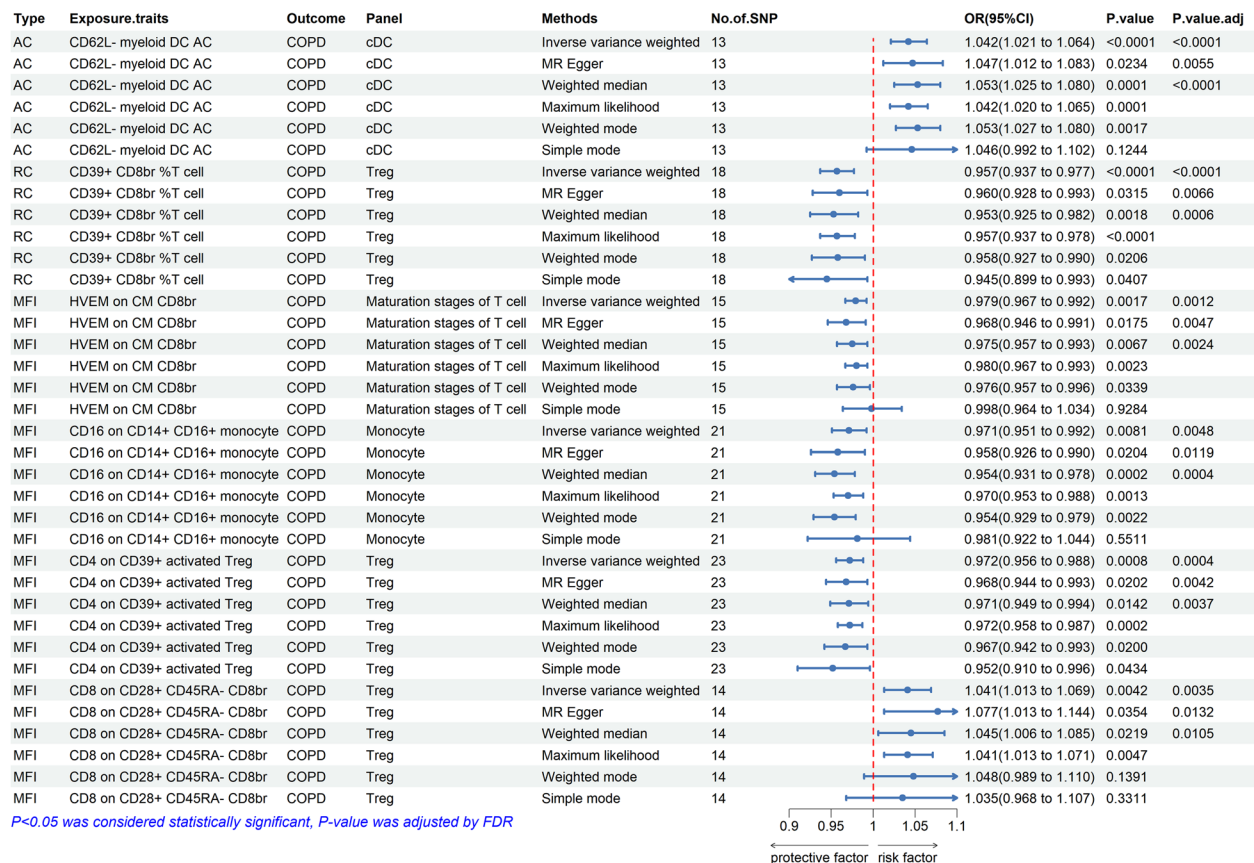 Type Exposure.traits Outcome Panel Methods No.of.SNP OR(95%CI) P.value P.value.adj
AC CD62L- myeloid DC AC COPD cDC Inverse variance weighted 13 1.042(1.021 to 1.064) <0.0001 <0.0001
AC CD62L- myeloid DC AC COPD cDC MR Egger 13 1.047(1.012 to 1.083) 0.0234 0.0055
AC CD62L- myeloid DC AC COPD cDC Weighted median 13 1.053(1.025 to 1.080) 0.0001 <0.0001
AC CD62L- myeloid DC AC COPD cDC Maximum likelihood 13 1.042(1.020 to 1.065) 0.0001
AC CD62L- myeloid DC AC COPD cDC Weighted mode 13 1.053(1.027 to 1.080) 0.0017
AC CD62L- myeloid DC AC COPD cDC Simple mode 13 1.046(0.992 to 1.102) 0.1244
RC CD39+ CD8br %T cell COPD Treg Inverse variance weighted 18 0.957(0.937 to 0.977) <0.0001 <0.0001
RC CD39+ CD8br %T cell COPD Treg MR Egger 18 0.960(0.928 to 0.993) 0.0315 0.0066
RC CD39+ CD8br %T cell COPD Treg Weighted median 18 0.953(0.925 to 0.982) 0.0018 0.0006
RC CD39+ CD8br %T cell COPD Treg Maximum likelihood 18 0.957(0.937 to 0.978) <0.0001
RC CD39+ CD8br %T cell COPD Treg Weighted mode 18 0.958(0.927 to 0.990) 0.0206
RC CD39+ CD8br %T cell COPD Treg Simple mode 18 0.945(0.899 to 0.993) 0.0407
MFI HVEM on CM CD8br COPD Maturation stages of T cell Inverse variance weighted 15 0.979(0.967 to 0.992) 0.0017 0.0012
MFI HVEM on CM CD8br COPD Maturation stages of T cell MR Egger 15 0.968(0.946 to 0.991) 0.0175 0.0047
MFI HVEM on CM CD8br COPD Maturation stages of T cell Weighted median 15 0.975(0.957 to 0.993) 0.0067 0.0024
MFI HVEM on CM CD8br COPD Maturation stages of T cell Maximum likelihood 15 0.980(0.967 to 0.993) 0.0023
MFI HVEM on CM CD8br COPD Maturation stages of T cell Weighted mode 15 0.976(0.957 to 0.996) 0.0339
MFI HVEM on CM CD8br COPD Maturation stages of T cell Simple mode 15 0.998(0.964 to 1.034) 0.9284
MFI CD16 on CD14+ CD16+ monocyte COPD Monocyte Inverse variance weighted 21 0.971(0.951 to 0.992) 0.0081 0.0048
MFI CD16 on CD14+ CD16+ monocyte COPD Monocyte MR Egger 21 0.958(0.926 to 0.990) 0.0204 0.0119
MFI CD16 on CD14+ CD16+ monocyte COPD Monocyte Weighted median 21 0.954(0.931 to 0.978) 0.0002 0.0004
MFI CD16 on CD14+ CD16+ monocyte COPD Monocyte Maximum likelihood 21 0.970(0.953 to 0.988) 0.0013
MFI CD16 on CD14+ CD16+ monocyte COPD Monocyte Weighted mode 21 0.954(0.929 to 0.979) 0.0022
MFI CD16 on CD14+ CD16+ monocyte COPD Monocyte Simple mode 21 0.981(0.922 to 1.044) 0.5511
MFI CD4 on CD39+ activated Treg COPD Treg Inverse variance weighted 23 0.972(0.956 to 0.988) 0.0008 0.0004
MFI CD4 on CD39+ activated Treg COPD Treg MR Egger 23 0.968(0.944 to 0.993) 0.0202 0.0042
MFI CD4 on CD39+ activated Treg COPD Treg Weighted median 23 0.971(0.949 to 0.994) 0.0142 0.0037
MFI CD4 on CD39+ activated Treg COPD Treg Maximum likelihood 23 0.972(0.958 to 0.987) 0.0002
MFI CD4 on CD39+ activated Treg COPD Treg Weighted mode 23 0.967(0.942 to 0.993) 0.0200
MFI CD4 on CD39+ activated Treg COPD Treg Simple mode 23 0.952(0.910 to 0.996) 0.0434
MFI CD8 on CD28+ CD45RA- CD8br COPD Treg Inverse variance weighted 14 1.041(1.013 to 1.069) 0.0042 0.0035
MFI CD8 on CD28+ CD45RA- CD8br COPD Treg MR Egger 14 1.077(1.013 to 1.144) 0.0354 0.0132
MFI CD8 on CD28+ CD45RA- CD8br COPD Treg Weighted median 14 1.045(1.006 to 1.085) 0.0219 0.0105
MFI CD8 on CD28+ CD45RA- CD8br COPD Treg Maximum likelihood 14 1.041(1.013 to 1.071) 0.0047
MFI CD8 on CD28+ CD45RA- CD8br COPD Treg Weighted mode 14 1.048(0.989 to 1.110) 0.1391
MFI CD8 on CD28+ CD45RA- CD8br COPD Treg Simple mode 14 1.035(0.968 to 1.107) 0.3311
P<0.05 was considered statistically significant, P-value was adjusted by FDR
0.9 0.95 1 1.05 1.1
protective factor risk factor